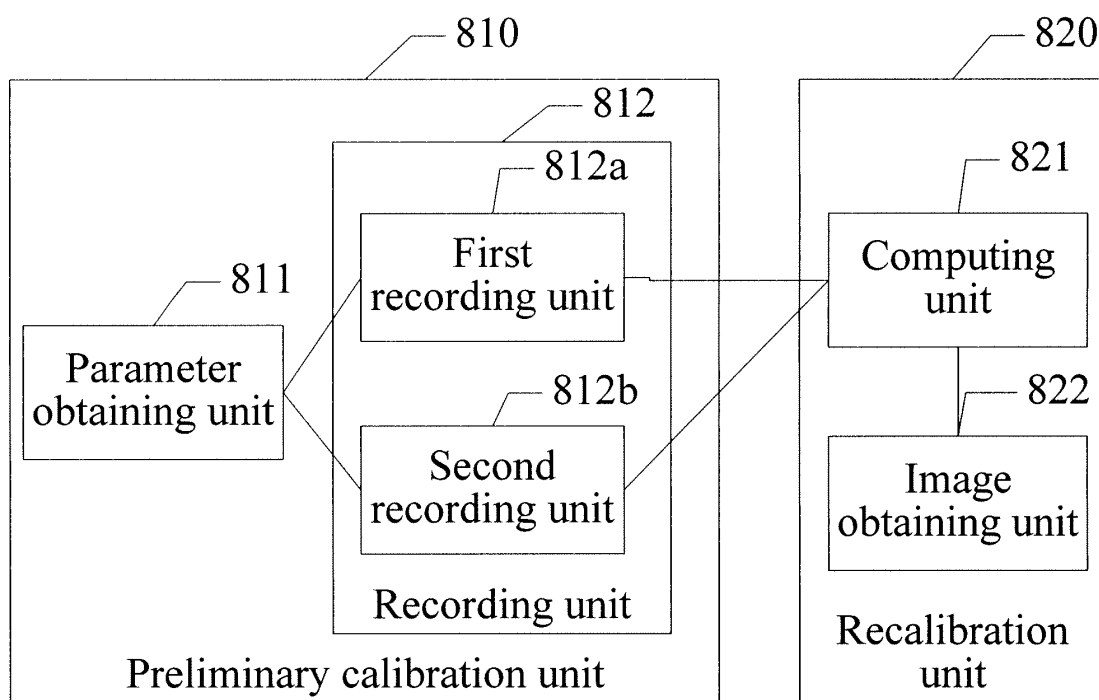 810
820
812
812a
821
First
recording unit
Computing
unit
811
Parameter
obtaining unit
812b
822
Second
recording unit
Image
obtaining unit
Recording unit
Recalibration
unit
Preliminary calibration unit